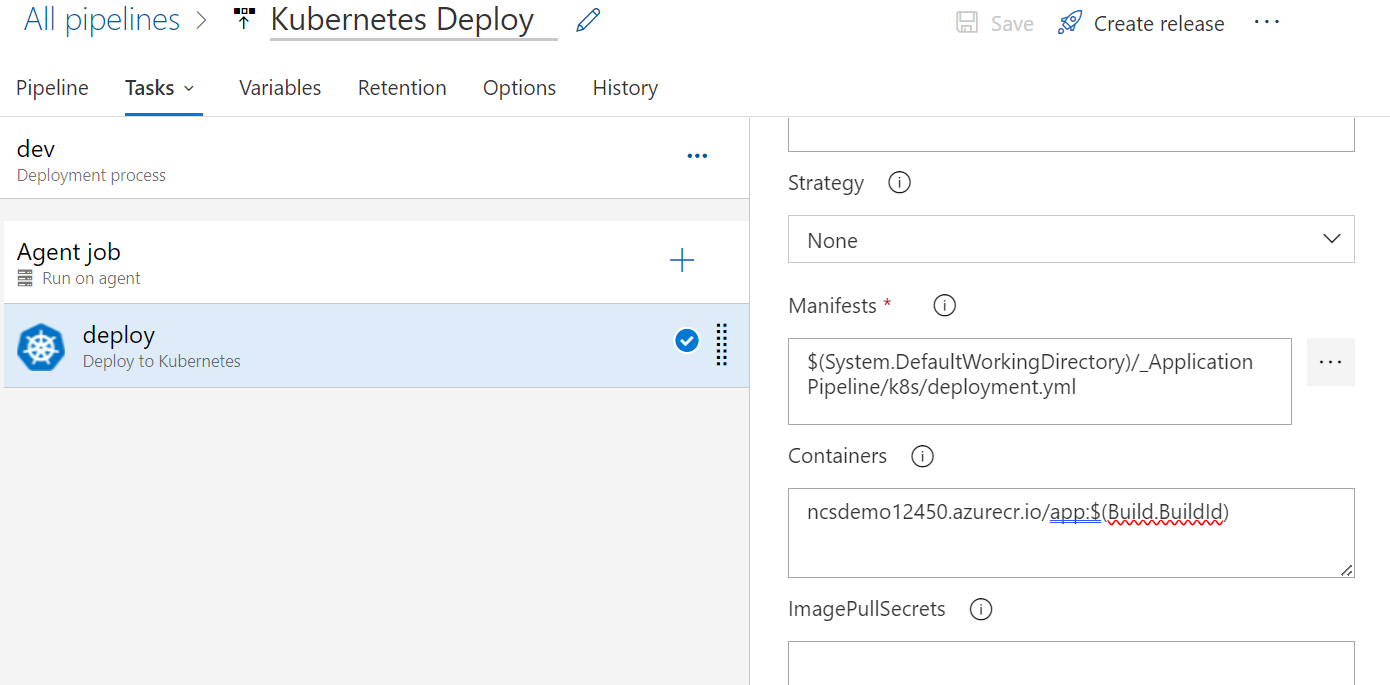 All pipelines > Kubernetes Deploy
Save
Create release
...
Pipeline
Tasks
Variables
Retention
Options
History
dev
Deployment process
...
Agent job
Run on agent
deploy
Deploy to Kubernetes
Strategy
None
Manifests *
$(System.DefaultWorkingDirectory)/_Application
Pipeline/k8s/deployment.yml
...
Containers
ncsdemo12450.azurecr.io/app:$(Build.BuildId)
ImagePullSecrets